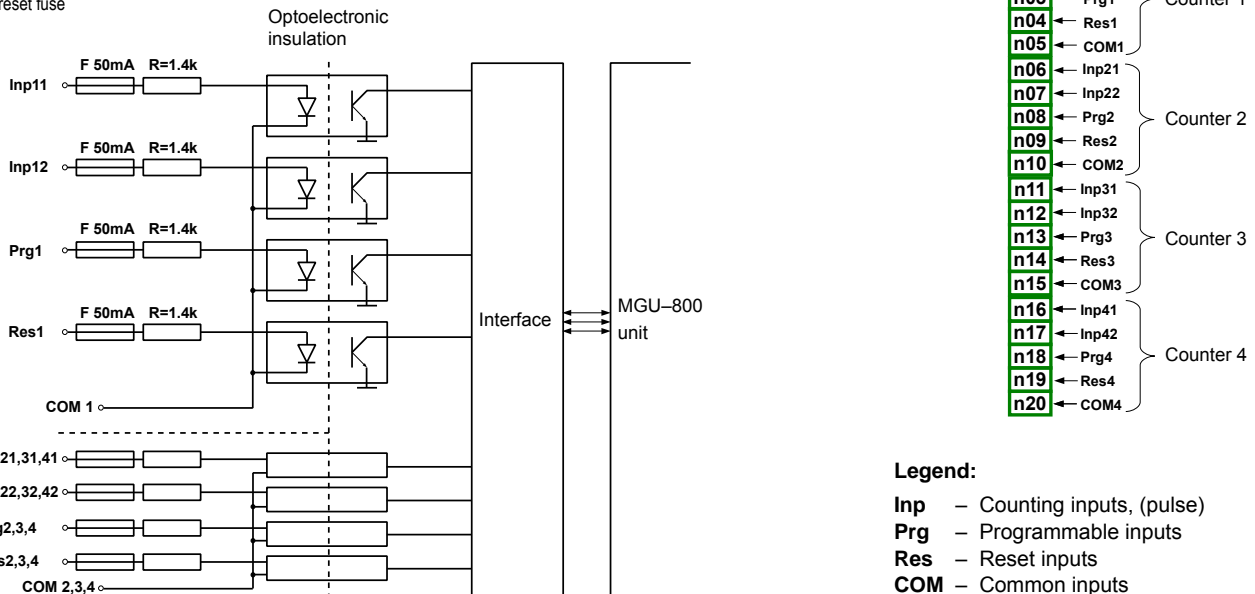 reset fuse
Optoelectronic
insulation
F 50mA R=1.4k
Inp11
F 50mA R=1.4k
Inp12
F 50mA R=1.4k
Prg1
F 50mA R=1.4k
Res1
COM 1
21,31,41
22,32,42
2,3,4
2,3,4
COM 2,3,4
Interface
MGU–800
unit
n04 Res1
n05 COM1
n06 Inp21
n07 Inp22
n08 Prg2
n09 Res2
n10 COM2
Counter 2
n11 Inp31
n12 Inp32
n13 Prg3
n14 Res3
n15 COM3
Counter 3
n16 Inp41
n17 Inp42
n18 Prg4
n19 Res4
n20 COM4
Counter 4
Legend:
Inp – Counting inputs, (pulse)
Prg – Programmable inputs
Res – Reset inputs
COM – Common inputs